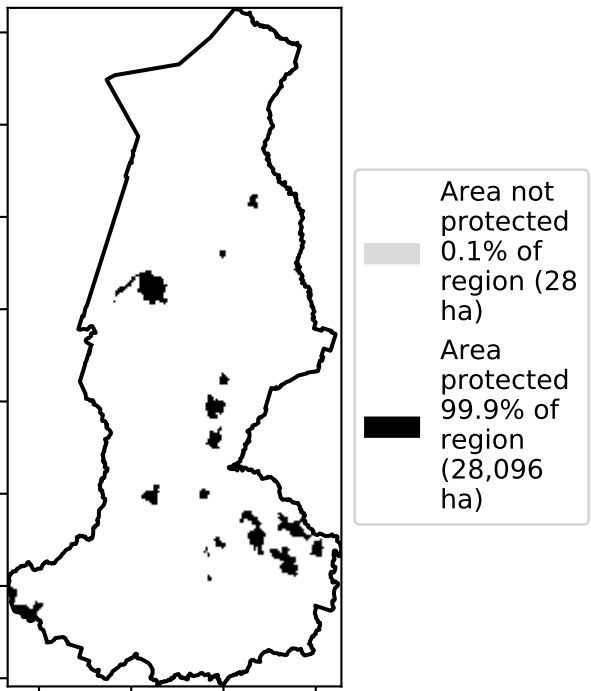 Area not
protected
0.1% of
region (28
ha)
Area
protected
99.9% of
region
(28,096
ha)